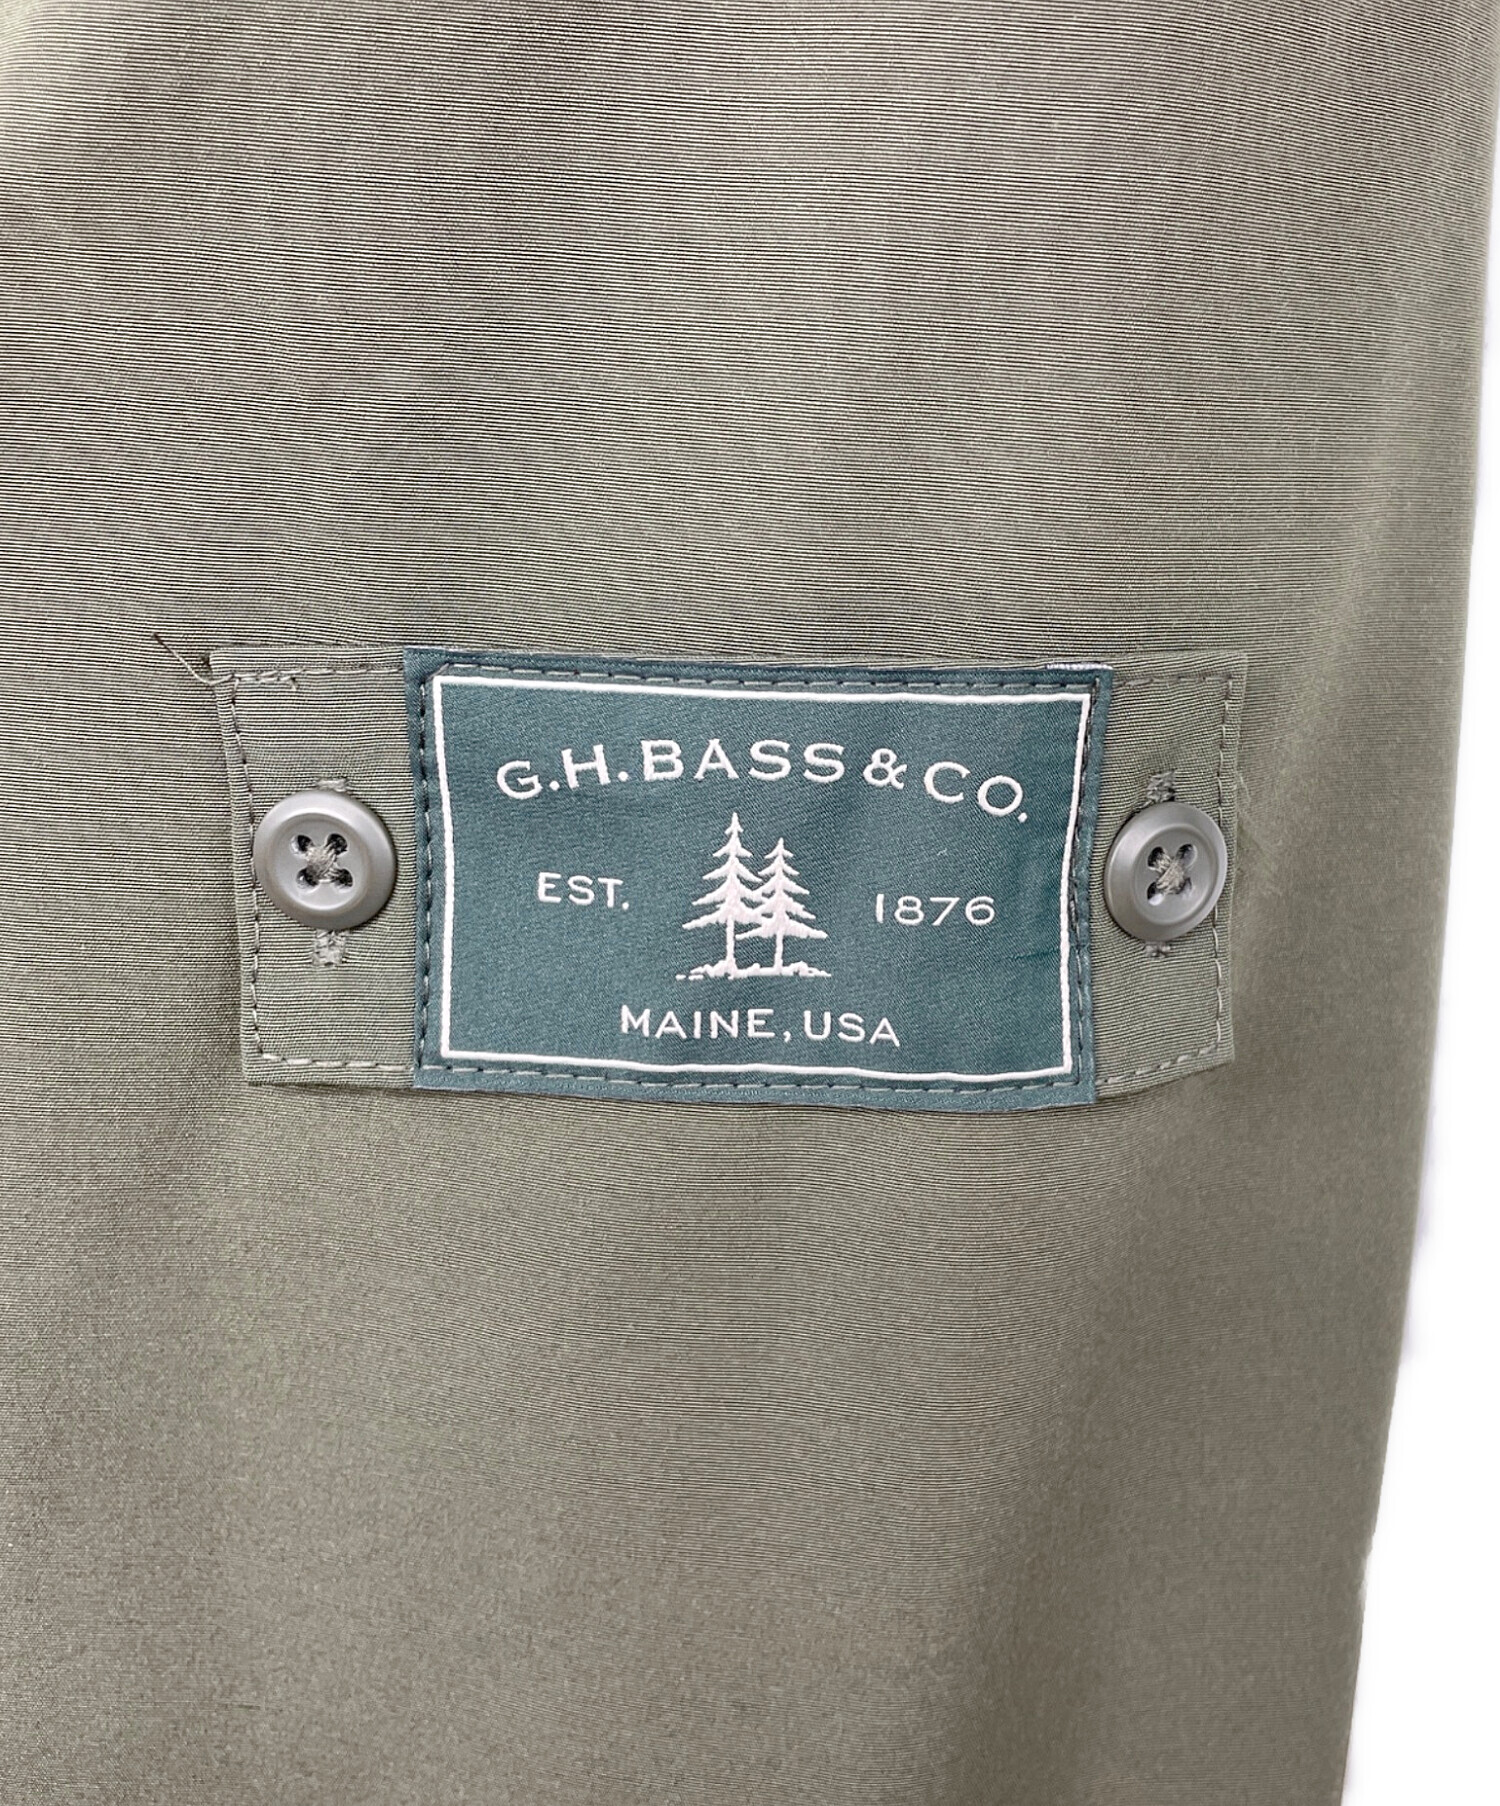 G.H.BASS & CO.
EST. 1876
MAINE, USA